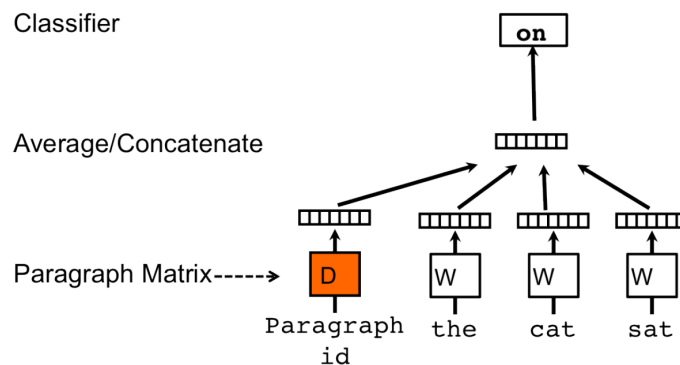 Classifier
on
Average/Concatenate
Paragraph Matrix
D W W W
Paragraph the cat sat
id